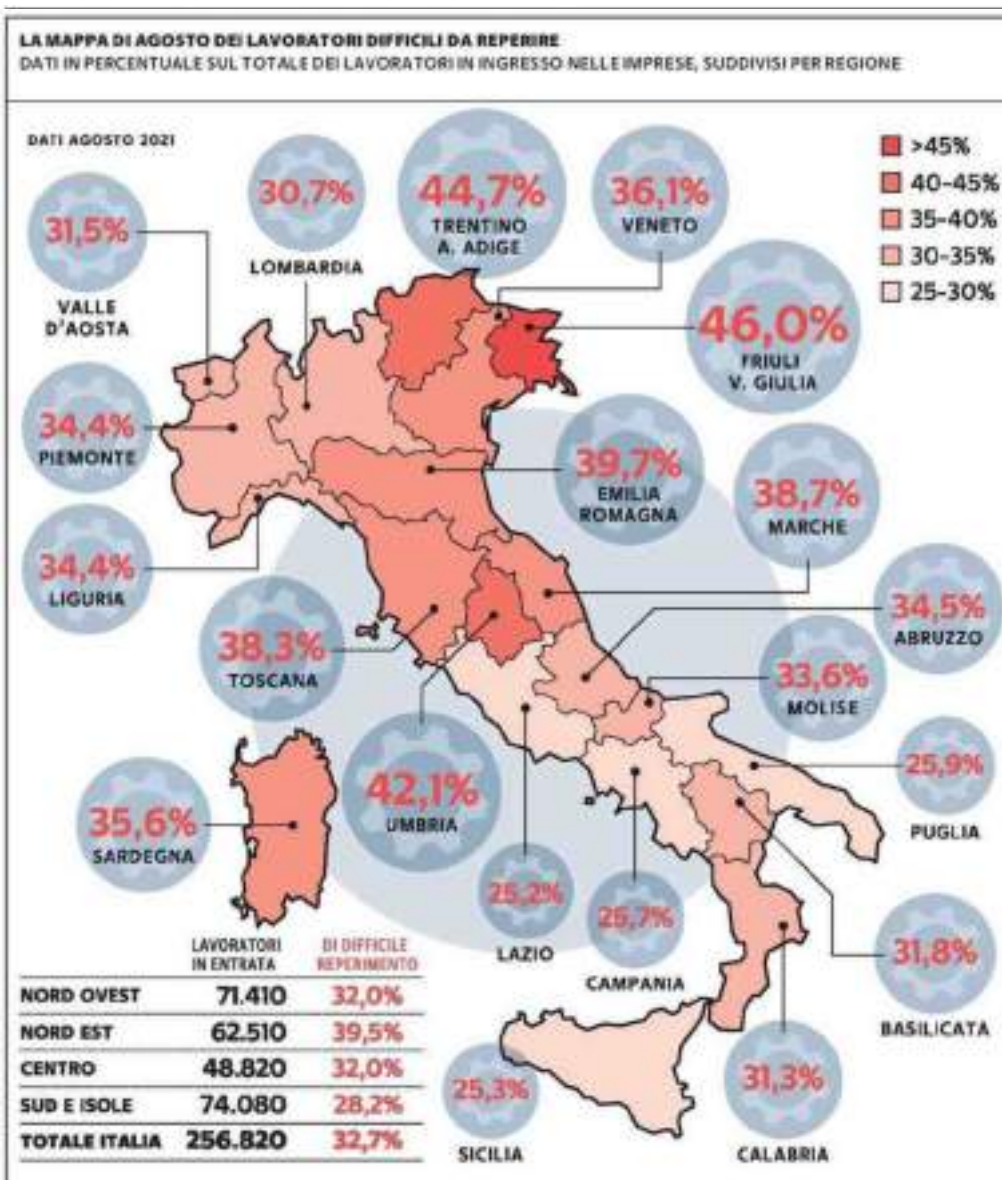 LA MAPPA DI AGOSTO DEI LAVORATORI DIFFICILI DA REPERIRE
DATI IN PERCENTUALE SUL TOTALE DEI LAVORATORI IN INGRESSO NELLE IMPRESE, SUDDIVISI PER REGIONE
DATI AGOSTO 2021
>45%
40-45%
35-40%
30-35%
25-30%
31,5%
VALLE
D'AOSTA
30,7%
LOMBARDIA
44,7%
TRENTINO
A. ADIGE
36,1%
VENETO
46,0%
FRIULI
V. GIULIA
34,4%
PIEMONTE
39,7%
EMILIA
ROMAGNA
38,7%
MARCHE
34,4%
LIGURIA
34,5%
ABRUZZO
38,3%
TOSCANA
33,6%
MOLISE
42,1%
UMBRIA
25,9%
PUGLIA
35,6%
SARDEGNA
25,2%
LAZIO
25,7%
CAMPANIA
31,8%
BASILICATA
25,3%
SICILIA
31,3%
CALABRIA
LAVORATORI IN ENTRATA DI DIFFICILE REPERIMENTO
NORD OVEST 71.410 32,0%
NORD EST 62.510 39,5%
CENTRO 48.820 32,0%
SUD E ISOLE 74.080 28,2%
TOTALE ITALIA 256.820 32,7%